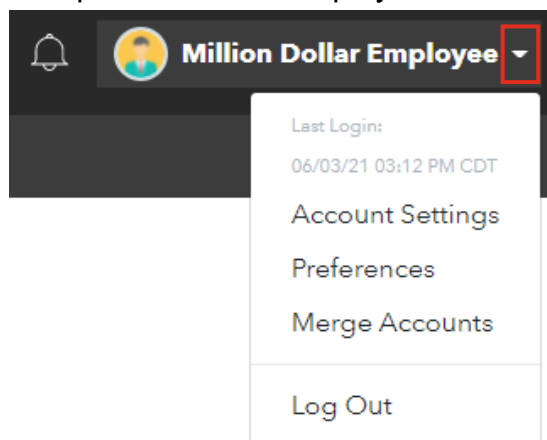 Million Dollar Employee
Last Login:
06/03/21 03:12 PM CDT
Account Settings
Preferences
Merge Accounts
Log Out